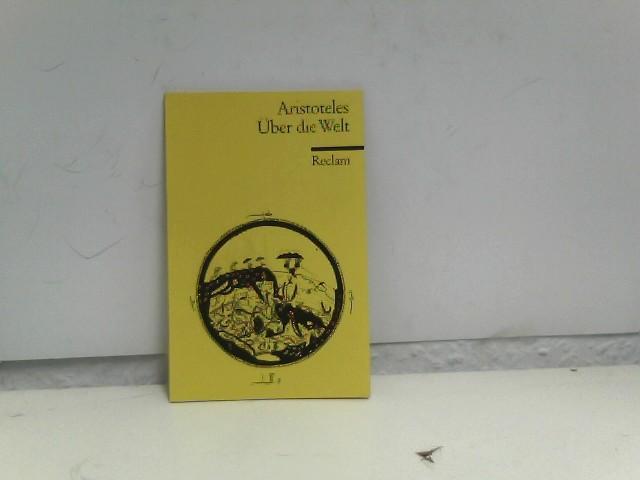 Aristoteles
Über die Welt
Reclam